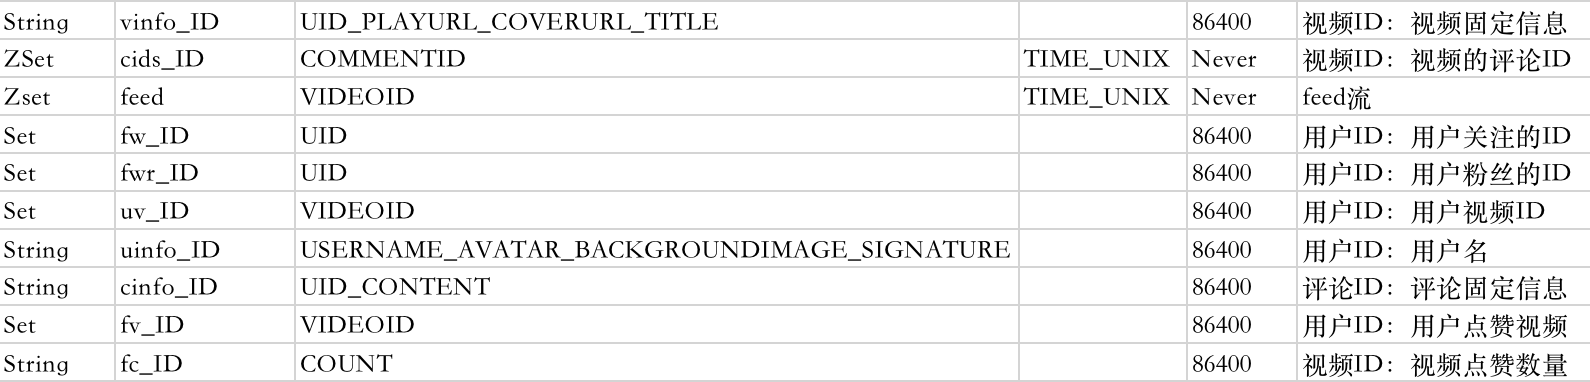 String vinfo_ID UID_PLAYURL_COVERURL_TITLE 86400 视频ID：视频固定信息
ZSet cids_ID COMMENTID TIME_UNIX Never 视频ID：视频的评论ID
Zset feed VIDEOID TIME_UNIX Never feed流
Set fw_ID UID 86400 用户ID：用户关注的ID
Set fwr_ID UID 86400 用户ID：用户粉丝的ID
Set uv_ID VIDEOID 86400 用户ID：用户视频ID
String uinfo_ID USERNAME_AVATAR_BACKGROUNDIMAGE_SIGNATURE 86400 用户ID：用户名
String cinfo_ID UID_CONTENT 86400 评论ID：评论固定信息
Set fv_ID VIDEOID 86400 用户ID：用户点赞视频
String fc_ID COUNT 86400 视频ID：视频点赞数量